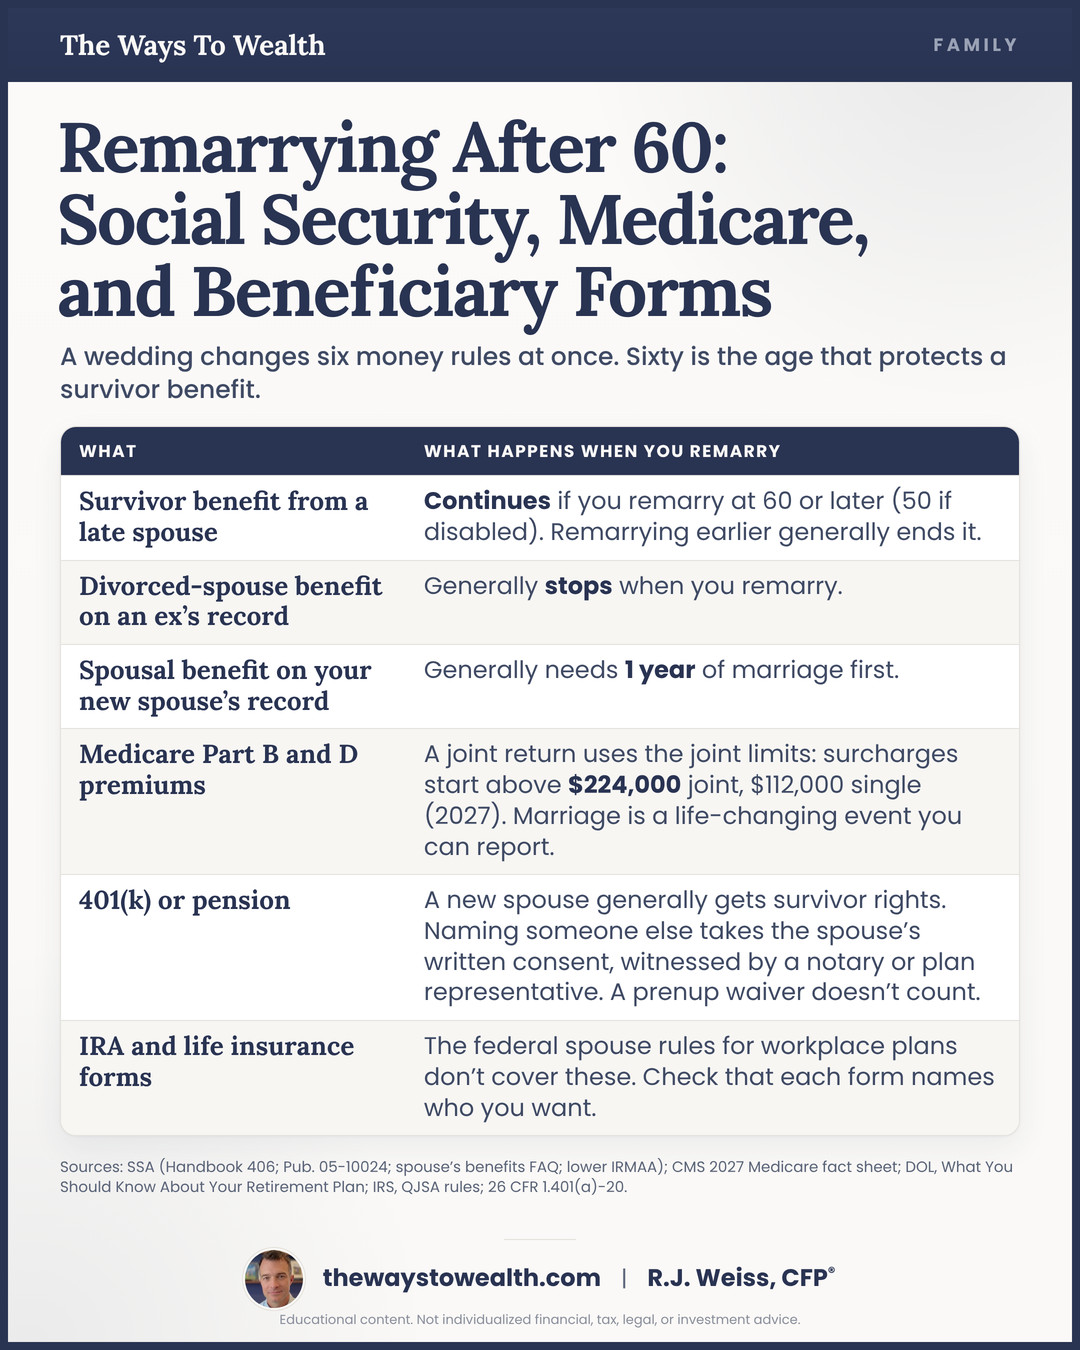 The Ways To Wealth
FAMILY
Remarrying After 60:
Social Security, Medicare,
and Beneficiary Forms
A wedding changes six money rules at once. Sixty is the age that protects a
survivor benefit.
WHAT
WHAT HAPPENS WHEN YOU REMARRY
Survivor benefit from a
late spouse
Continues if you remarry at 60 or later (50 if
disabled). Remarrying earlier generally ends it.
Divorced-spouse benefit
on an ex’s record
Generally stops when you remarry.
Spousal benefit on your
new spouse’s record
Generally needs 1 year of marriage first.
Medicare Part B and D
premiums
A joint return uses the joint limits: surcharges
start above $224,000 joint, $112,000 single
(2027). Marriage is a life-changing event you
can report.
401(k) or pension
A new spouse generally gets survivor rights.
Naming someone else takes the spouse’s
written consent, witnessed by a notary or plan
representative. A prenup waiver doesn’t count.
IRA and life insurance
forms
The federal spouse rules for workplace plans
don’t cover these. Check that each form names
who you want.
Sources: SSA (Handbook 406; Pub. 05-10024; spouse’s benefits FAQ; lower IRMAA); CMS 2027 Medicare fact sheet; DOL, What You
Should Know About Your Retirement Plan; IRS, QJSA rules; 26 CFR 1.401(a)-20.
thewaystowealth.com | R.J. Weiss, CFP®
Educational content. Not individualized financial, tax, legal, or investment advice.